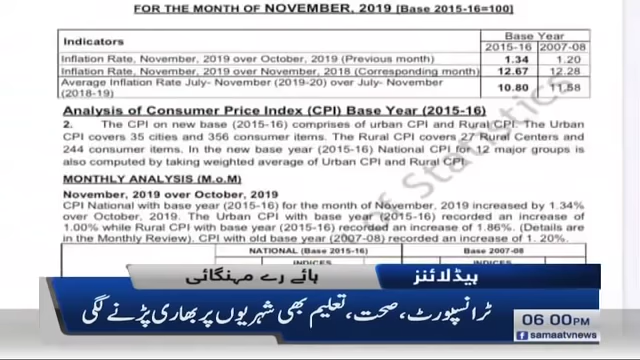 FOR THE MONTH OF NOVEMBER, 2019 [Base 2015-16=100]
Indicators
Base Year
2015-16
2007-08
Inflation Rate, November, 2019 over October, 2019 (Previous month) 1.34 1.20
Inflation Rate, November, 2019 over November, 2018 (Corresponding month) 12.67 12.28
Average Inflation Rate July- November (2019-20) over July- November 10.80 11.58
(2018-19)
Analysis of Consumer Price Index (CPI) Base Year (2015-16)
2. The CPI on new base (2015-16) comprises of urban CPI and Rural CPI. The Urban
CPI covers 35 cities and 356 consumer items. The Rural CPI covers 27 Rural Centers and
244 consumer items. In the new base year (2015-16) National CPI for 12 major groups is
also computed by taking weighted average of Urban CPI and Rural CPI.
of Statistics
MONTHLY ANALYSIS (M.o.M)
November, 2019 over October, 2019
CPI National with base year (2015-16) for the month of November, 2019 increased by 1.34%
over October, 2019. The Urban CPI with base year (2015-16) recorded an increase of
1.00% while Rural CPI with base year (2015-16) recorded an increase of 1.86%. (Details are
in the Monthly Review). CPI with old base year (2007-08) recorded an increase of 1. 20%.
NATIONAL (Base 2015-16) Base 2007-08
INDICES INDICES
ہیڈلائنز
ہائے رے مہنگائی
ٹرانسپورٹ، صحت، تعلیم بھی شہریوں پر بھاری پڑنے لگی
06:00PM
samaatvnews